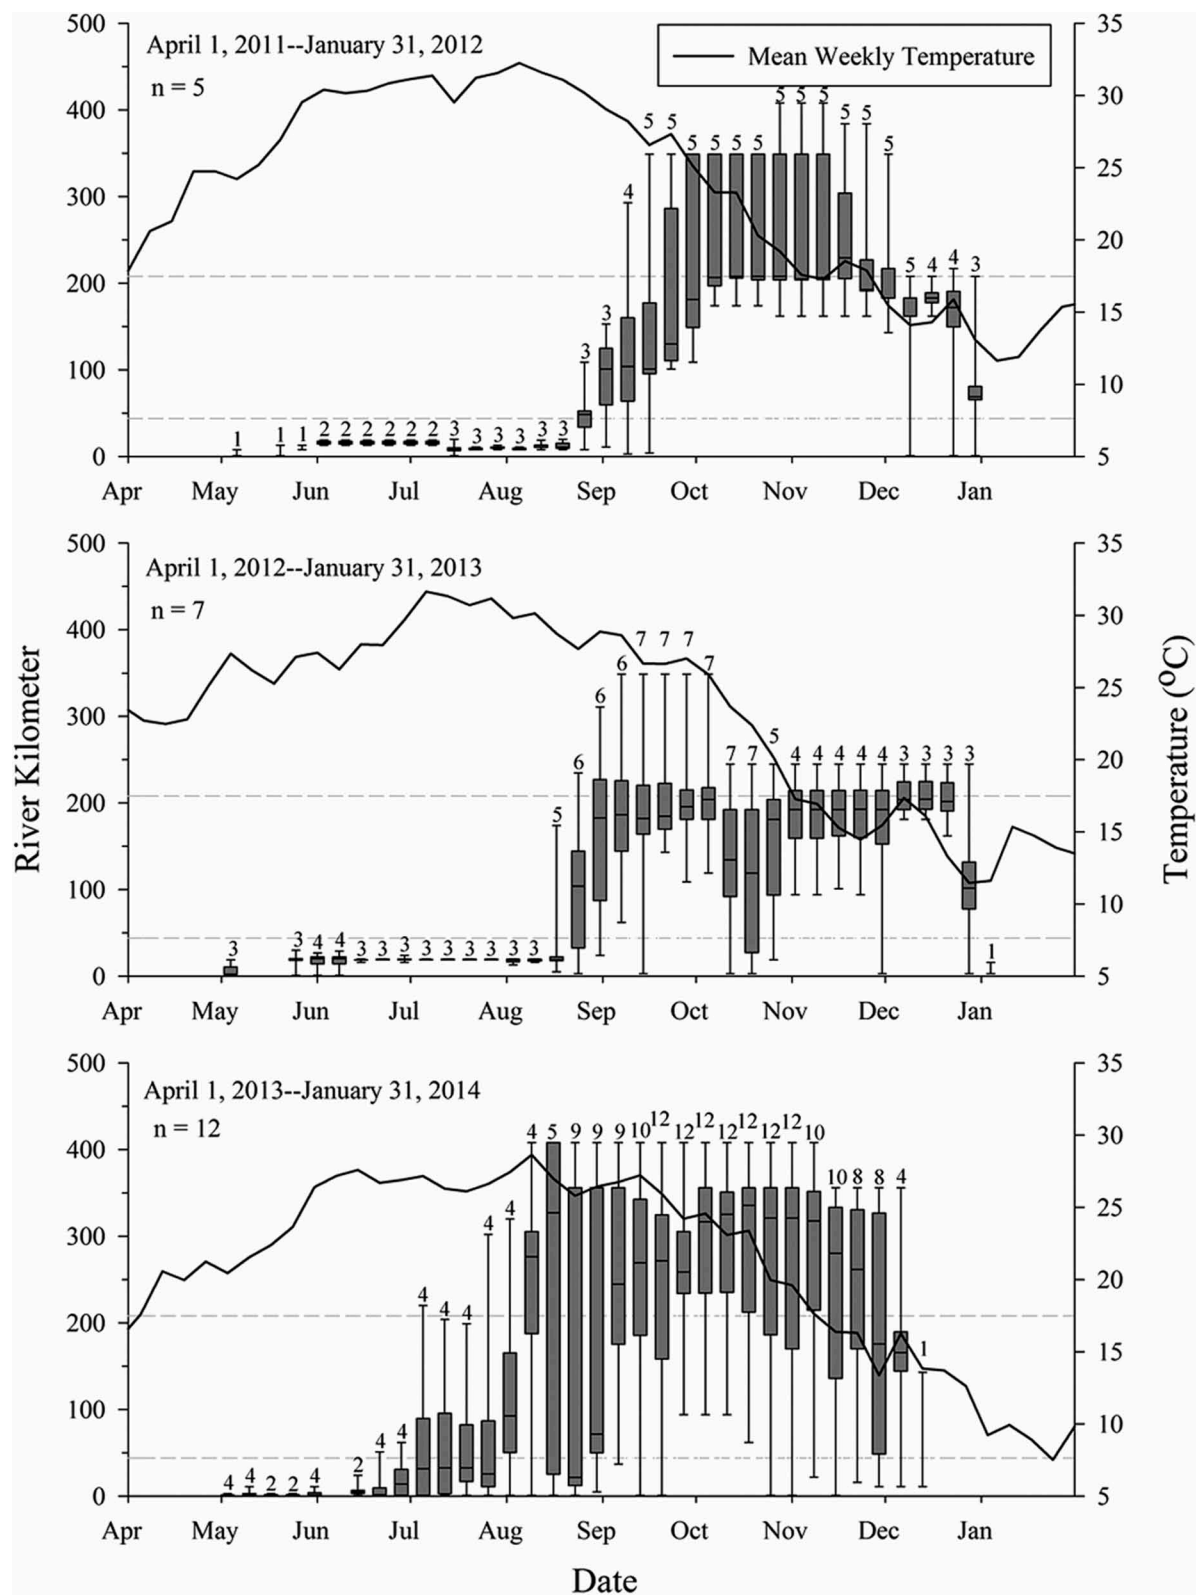 500
400
300
200
100
0
April 1, 2011--January 31, 2012
n = 5
Mean Weekly Temperature
1 1 1 2 2 2 2 2 2 3 3 3 3 3 3 3 3 4 5 5 5 5 5 5 5 5 5 5 5 5 5 4 4 3
35
30
25
20
15
10
5
Apr May Jun Jul Aug Sep Oct Nov Dec Jan
500
400
300
200
100
0
April 1, 2012--January 31, 2013
n = 7
3 3 4 4 3 3 3 3 3 3 3 3 3 5 6 6 6 7 7 7 7 7 7 5 4 4 4 4 4 3 3 3 3 1
35
30
25
20
15
10
5
Apr May Jun Jul Aug Sep Oct Nov Dec Jan
River Kilometer
Temperature (°C)
500
400
300
200
100
0
April 1, 2013--January 31, 2014
n = 12
4 4 2 2 4 2 4 4 4 4 4 4 4 4 5 9 9 9 10 12 12 12 12 12 12 12 10 10 8 8 4 1
35
30
25
20
15
10
5
Apr May Jun Jul Aug Sep Oct Nov Dec Jan
Date